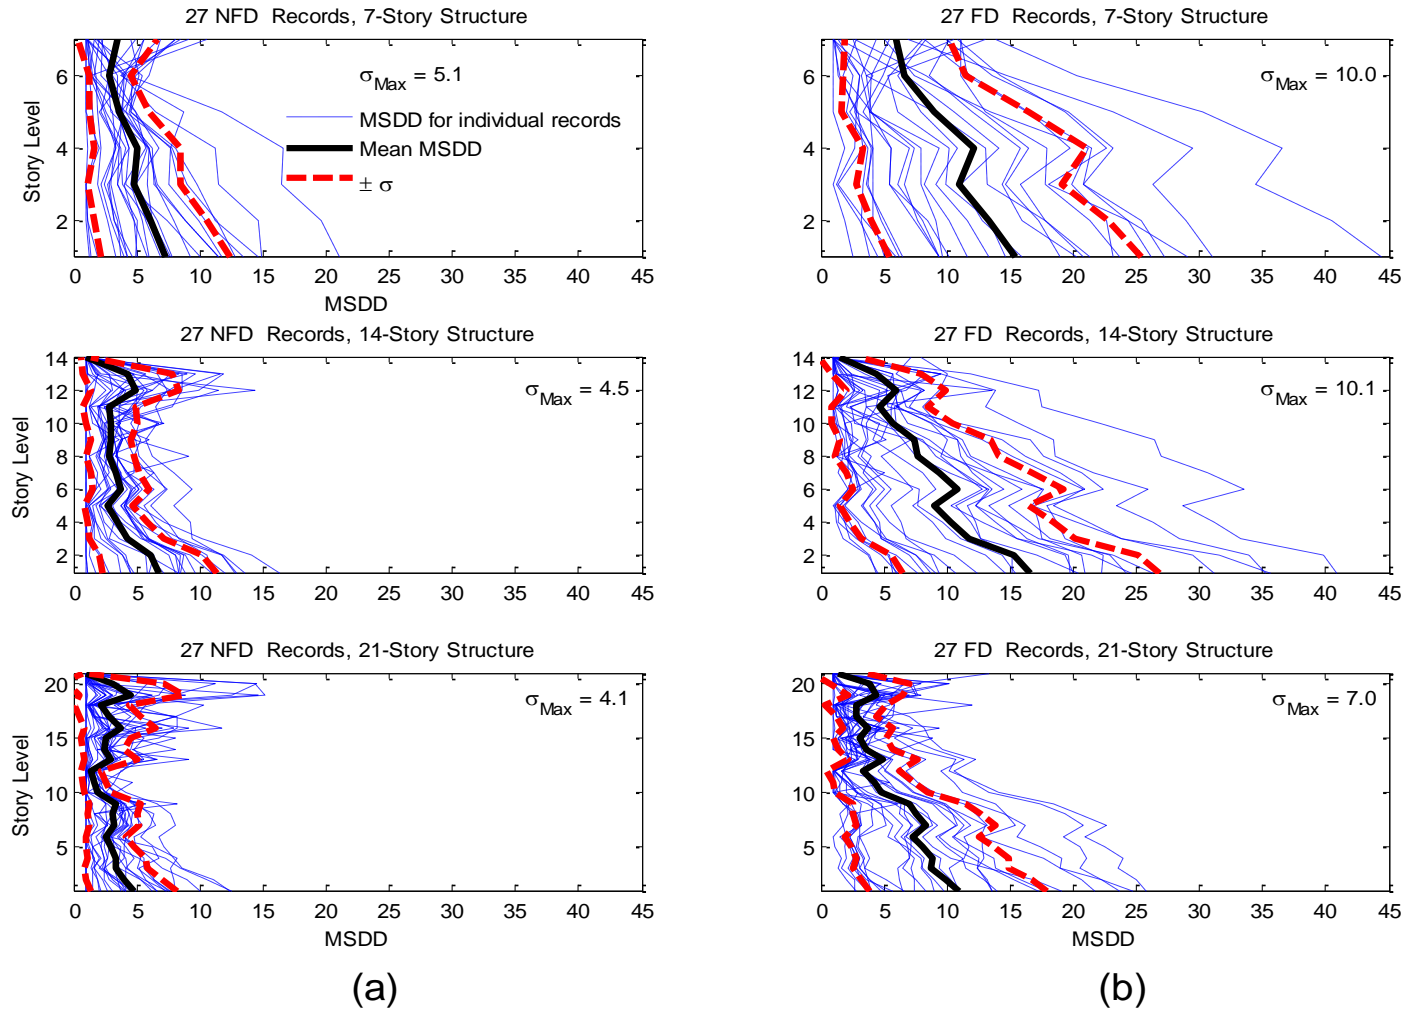 27 NFD Records, 7-Story Structure
σMax = 5.1
MSDD for individual records
Mean MSDD
± σ
Story Level
6
4
2
0 5 10 15 20 25 30 35 40 45
MSDD
27 NFD Records, 14-Story Structure
σMax = 4.5
Story Level
14
12
10
8
6
4
2
0 5 10 15 20 25 30 35 40 45
27 NFD Records, 21-Story Structure
σMax = 4.1
Story Level
20
15
10
5
0 5 10 15 20 25 30 35 40 45
MSDD
(a)
27 FD Records, 7-Story Structure
σMax = 10.0
6
4
2
0 5 10 15 20 25 30 35 40 45
27 FD Records, 14-Story Structure
σMax = 10.1
14
12
10
8
6
4
2
0 5 10 15 20 25 30 35 40 45
27 FD Records, 21-Story Structure
σMax = 7.0
20
15
10
5
0 5 10 15 20 25 30 35 40 45
MSDD
(b)